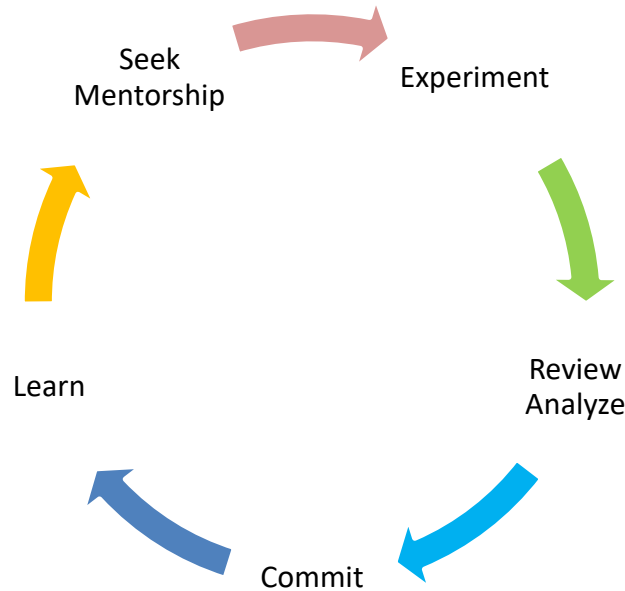 Seek
Mentorship
Experiment
Review
Analyze
Commit
Learn